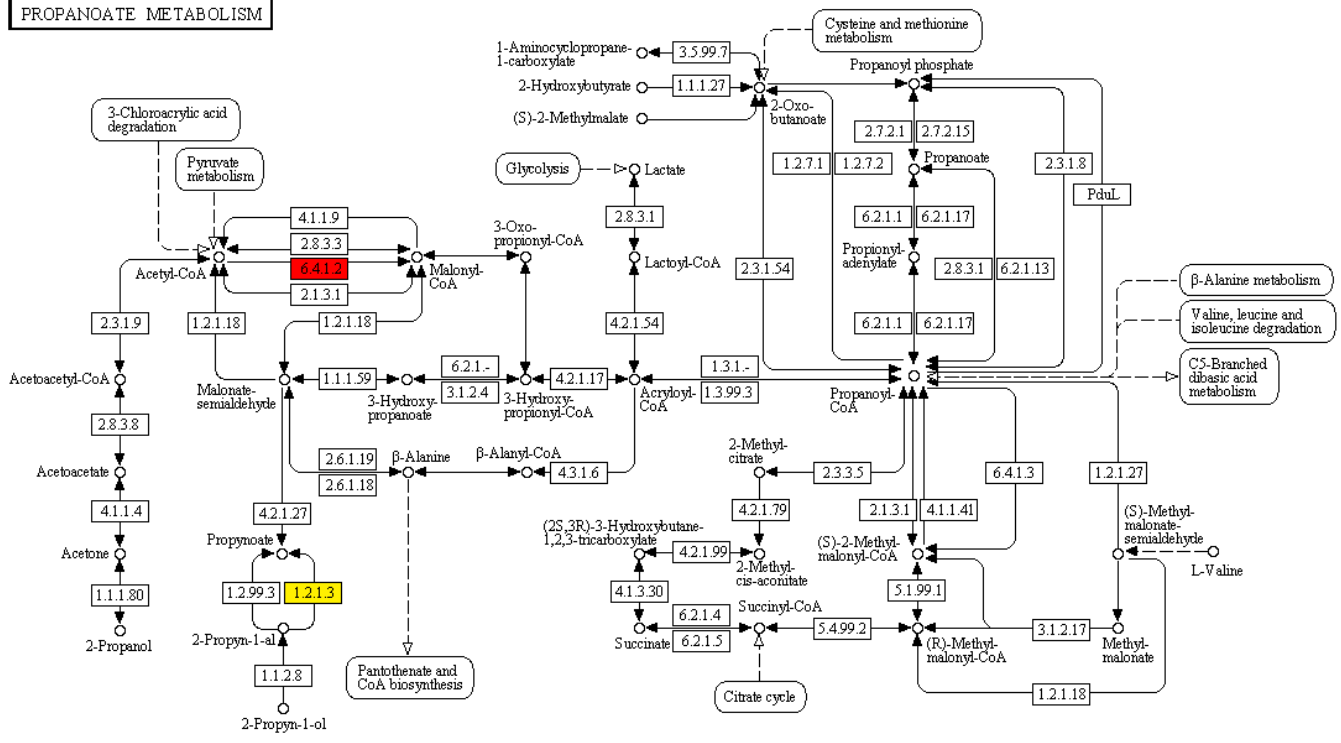 PROPANOATE METABOLISM
Cysteine and methionine
metabolism
1-Aminocyclopropane-
1-carboxylate
3.5.99.7
Propanoyl phosphate
2-Hydroxybutyrate
1.1.1.27
2-Oxo-
butanoate
(S)-2-Methylmalate
3-Chloroacrylic acid
degradation
2.7.2.1
2.7.2.15
Pyruvate
metabolism
Glycolysis
Lactate
1.2.7.1
1.2.7.2
Propanoate
2.3.1.8
PduL
4.1.1.9
2.8.3.1
6.2.1.1
6.2.1.17
2.8.3.3
3-Oxo-
propionyl-CoA
Acetyl-CoA
6.4.1.2
Malonyl-
CoA
Lactoyl-CoA
Propionyl-
adenylate
2.3.1.54
2.8.3.1
6.2.1.13
2.1.3.1
β-Alanine metabolism
2.3.1.9
1.2.1.18
1.2.1.18
4.2.1.54
6.2.1.1
6.2.1.17
Valine, leucine and
isoleucine degradation
Acetoacetyl-CoA
Malonate-
semialdehyde
1.1.1.59
3-Hydroxy-
propanoate
6.2.1.-
3.1.2.4
3-Hydroxy-
propionyl-CoA
4.2.1.17
Acryloyl-
CoA
1.3.1.-
1.3.99.3
Propanoyl-
CoA
C5-Branched
dibasic acid
metabolism
2.8.3.8
2-Methyl-
citrate
Acetoacetate
2.6.1.19
2.6.1.18
β-Alanine
β-Alanyl-CoA
4.3.1.6
2.3.3.5
6.4.1.3
1.2.1.27
4.1.1.4
4.2.1.27
4.2.1.79
2.1.3.1
4.1.1.41
(S)-Methyl-
malonate-
semialdehyde
Acetone
Propynoate
(2S,3R)-3-Hydroxybutane-
1,2,3-tricarboxylate
4.2.1.99
2-Methyl-
cis-aconitate
(S)-2-Methyl-
malonyl-CoA
L-Valine
1.1.1.80
1.2.99.3
1.2.1.3
4.1.3.30
5.1.99.1
2-Propanol
2-Propyn-1-al
Succinate
6.2.1.4
6.2.1.5
Succinyl-CoA
5.4.99.2
(R)-Methyl-
malonyl-CoA
3.1.2.17
Methyl-
malonate
1.1.2.8
Pantothenate and
CoA biosynthesis
Citrate cycle
1.2.1.18
2-Propyn-1-ol